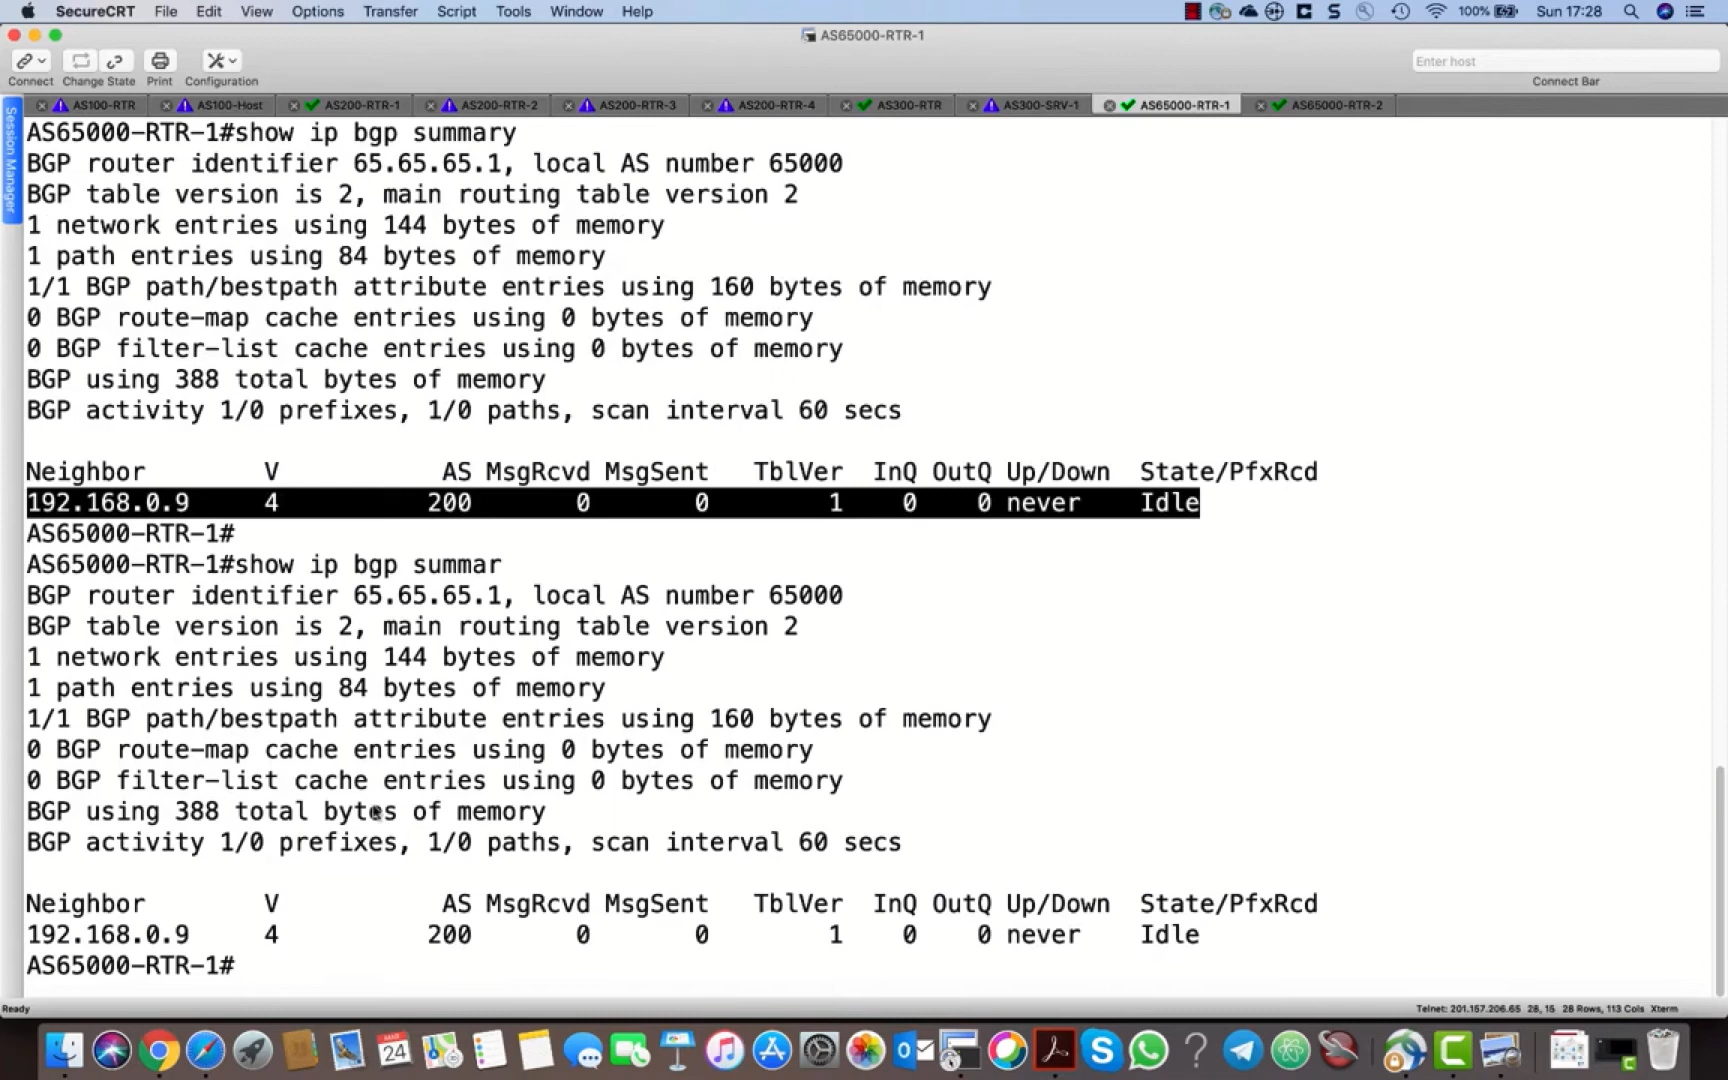 SecureCRT File Edit View Options Transfer Script Tools Window Help 100% Sun 17:28
AS65000-RTR-1
Enter host
Connect Change State Print Configuration Connect Bar
AS100-RTR AS100-Host AS200-RTR-1 AS200-RTR-2 AS200-RTR-3 AS200-RTR-4 AS300-RTR AS300-SRV-1 AS65000-RTR-1 AS65000-RTR-2
Session Manager
AS65000-RTR-1#show ip bgp summary
BGP router identifier 65.65.65.1, local AS number 65000
BGP table version is 2, main routing table version 2
1 network entries using 144 bytes of memory
1 path entries using 84 bytes of memory
1/1 BGP path/bestpath attribute entries using 160 bytes of memory
0 BGP route-map cache entries using 0 bytes of memory
0 BGP filter-list cache entries using 0 bytes of memory
BGP using 388 total bytes of memory
BGP activity 1/0 prefixes, 1/0 paths, scan interval 60 secs
Neighbor V AS MsgRcvd MsgSent TblVer InQ OutQ Up/Down State/PfxRcd
192.168.0.9 4 200 0 0 1 0 0 never Idle
AS65000-RTR-1#
AS65000-RTR-1#show ip bgp summar
BGP router identifier 65.65.65.1, local AS number 65000
BGP table version is 2, main routing table version 2
1 network entries using 144 bytes of memory
1 path entries using 84 bytes of memory
1/1 BGP path/bestpath attribute entries using 160 bytes of memory
0 BGP route-map cache entries using 0 bytes of memory
0 BGP filter-list cache entries using 0 bytes of memory
BGP using 388 total bytes of memory
BGP activity 1/0 prefixes, 1/0 paths, scan interval 60 secs
Neighbor V AS MsgRcvd MsgSent TblVer InQ OutQ Up/Down State/PfxRcd
192.168.0.9 4 200 0 0 1 0 0 never Idle
AS65000-RTR-1#
Ready Telnet: 201.157.206.65 28, 15 28 Rows, 113 Cols Xterm
24